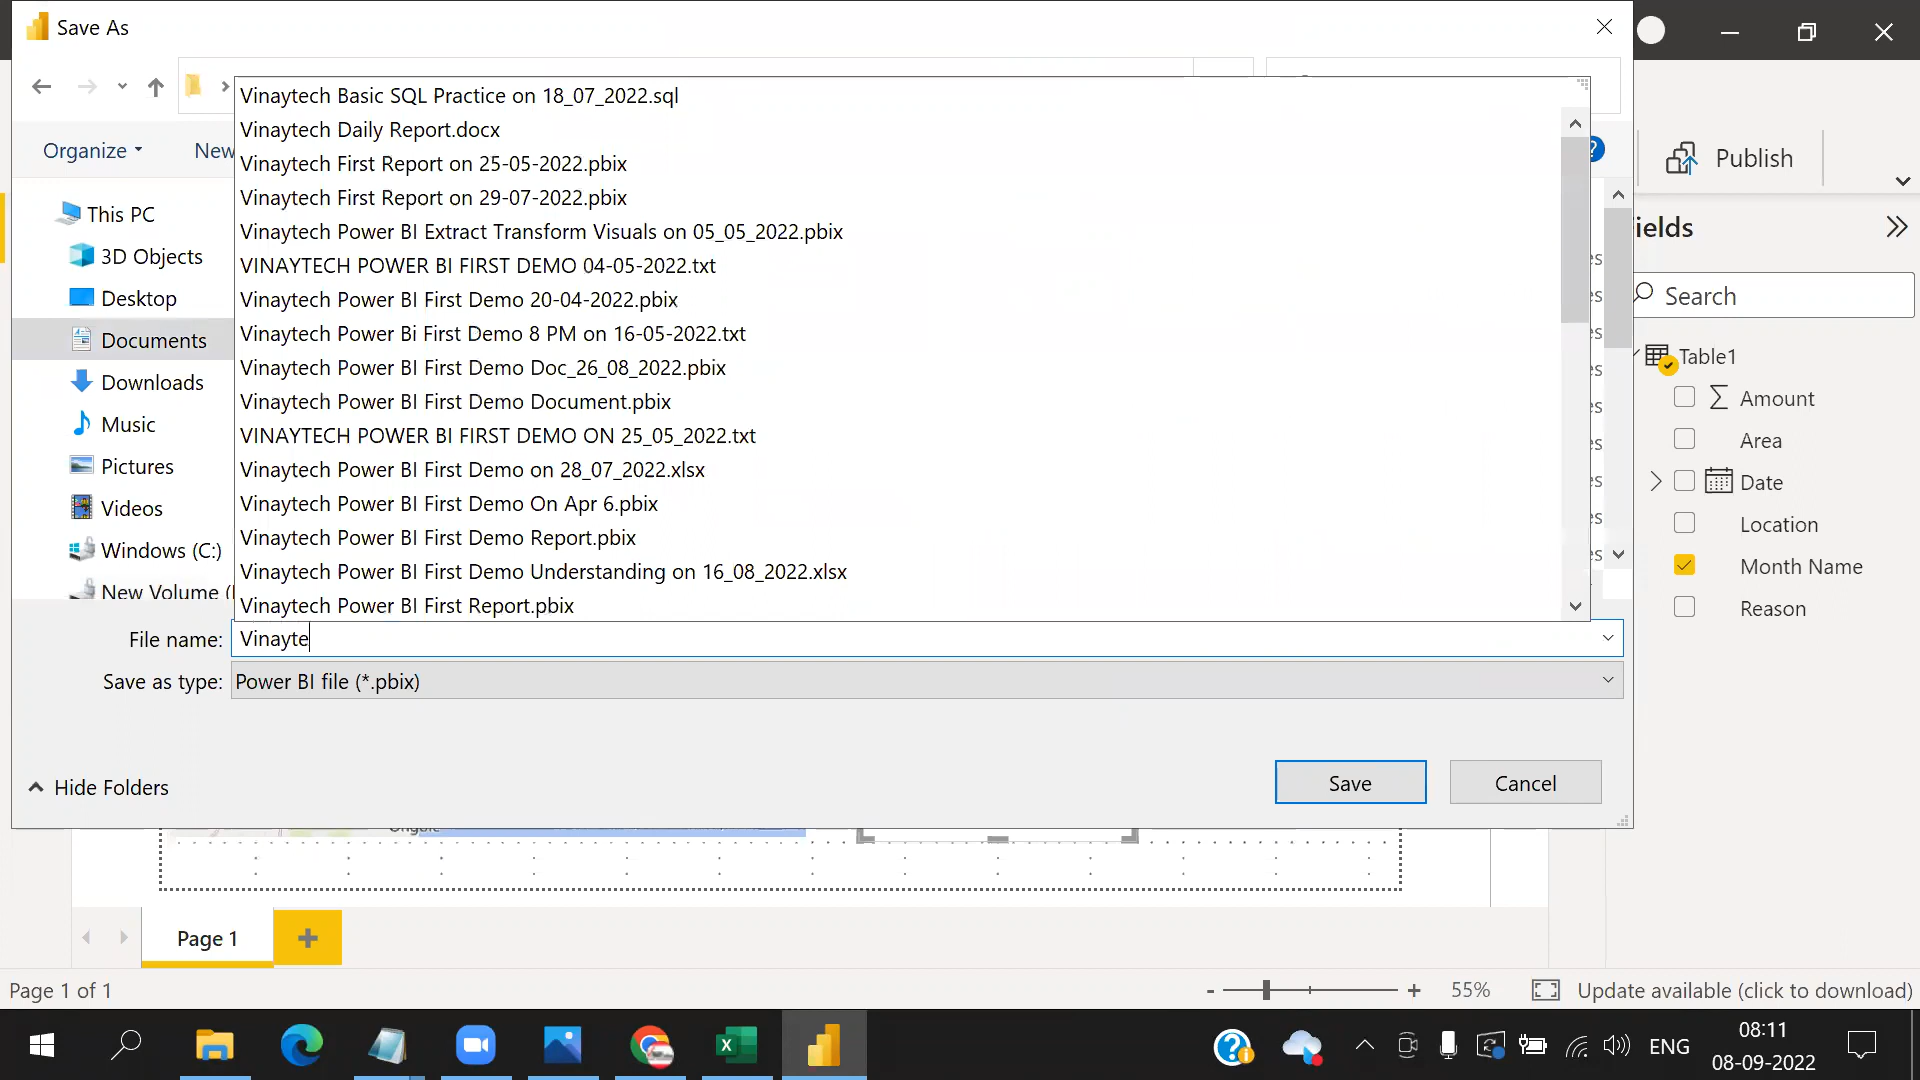 Save As
Organize
New
Vinaytech Basic SQL Practice on 18_07_2022.sql
Vinaytech Daily Report.docx
Vinaytech First Report on 25-05-2022.pbix
Vinaytech First Report on 29-07-2022.pbix
Vinaytech Power BI Extract Transform Visuals on 05_05_2022.pbix
VINAYTECH POWER BI FIRST DEMO 04-05-2022.txt
Vinaytech Power BI First Demo 20-04-2022.pbix
Vinaytech Power Bi First Demo 8 PM on 16-05-2022.txt
Vinaytech Power BI First Demo Doc_26_08_2022.pbix
Vinaytech Power BI First Demo Document.pbix
VINAYTECH POWER BI FIRST DEMO ON 25_05_2022.txt
Vinaytech Power BI First Demo on 28_07_2022.xlsx
Vinaytech Power BI First Demo On Apr 6.pbix
Vinaytech Power BI First Demo Report.pbix
Vinaytech Power BI First Demo Understanding on 16_08_2022.xlsx
Vinaytech Power BI First Report.pbix
This PC
3D Objects
Desktop
Documents
Downloads
Music
Pictures
Videos
Windows (C:)
New Volume (
File name: Vinayte
Save as type: Power BI file (*.pbix)
Hide Folders
Save
Cancel
Publish
ields
Search
Table1
Amount
Area
Date
Location
Month Name
Reason
Page 1
Page 1 of 1
- + 55%
Update available (click to download)
ENG
08:11
08-09-2022